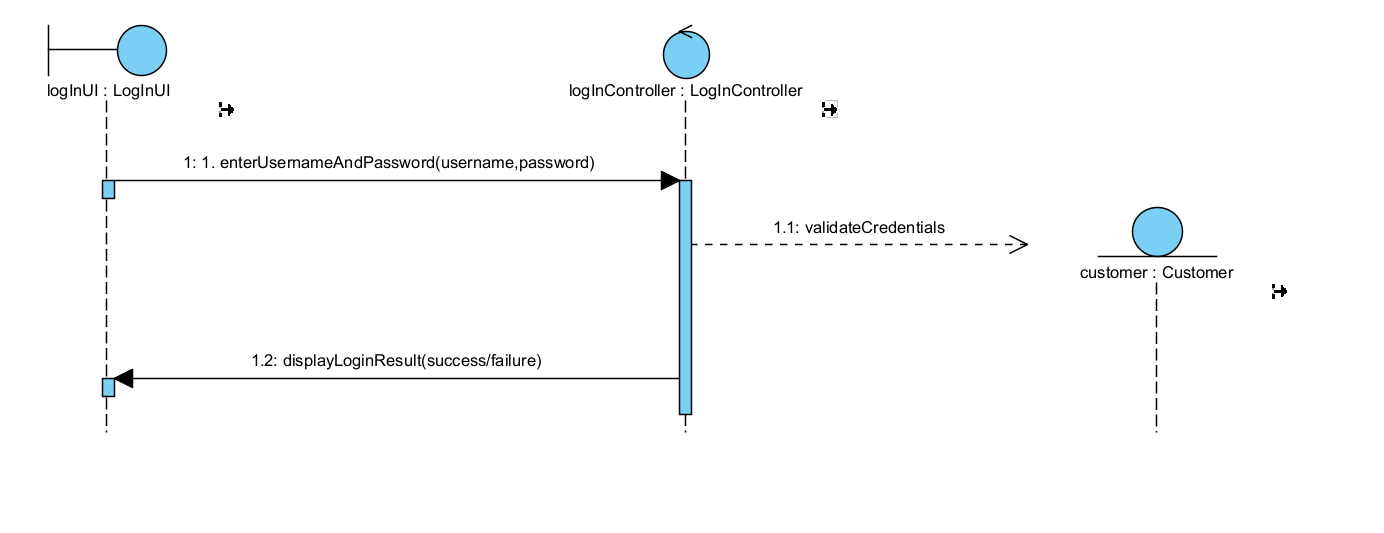 logInUI : LogInUI
logInController : LogInController
1: 1. enterUsernameAndPassword(username,password)
1.1: validateCredentials
customer : Customer
1.2: displayLoginResult(success/failure)